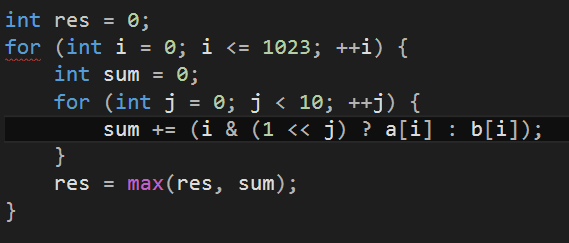 int res = 0;
for (int i = 0; i <= 1023; ++i) {
    int sum = 0;
    for (int j = 0; j < 10; ++j) {
        sum += (i & (1 << j) ? a[i] : b[i]);
    }
    res = max(res, sum);
}